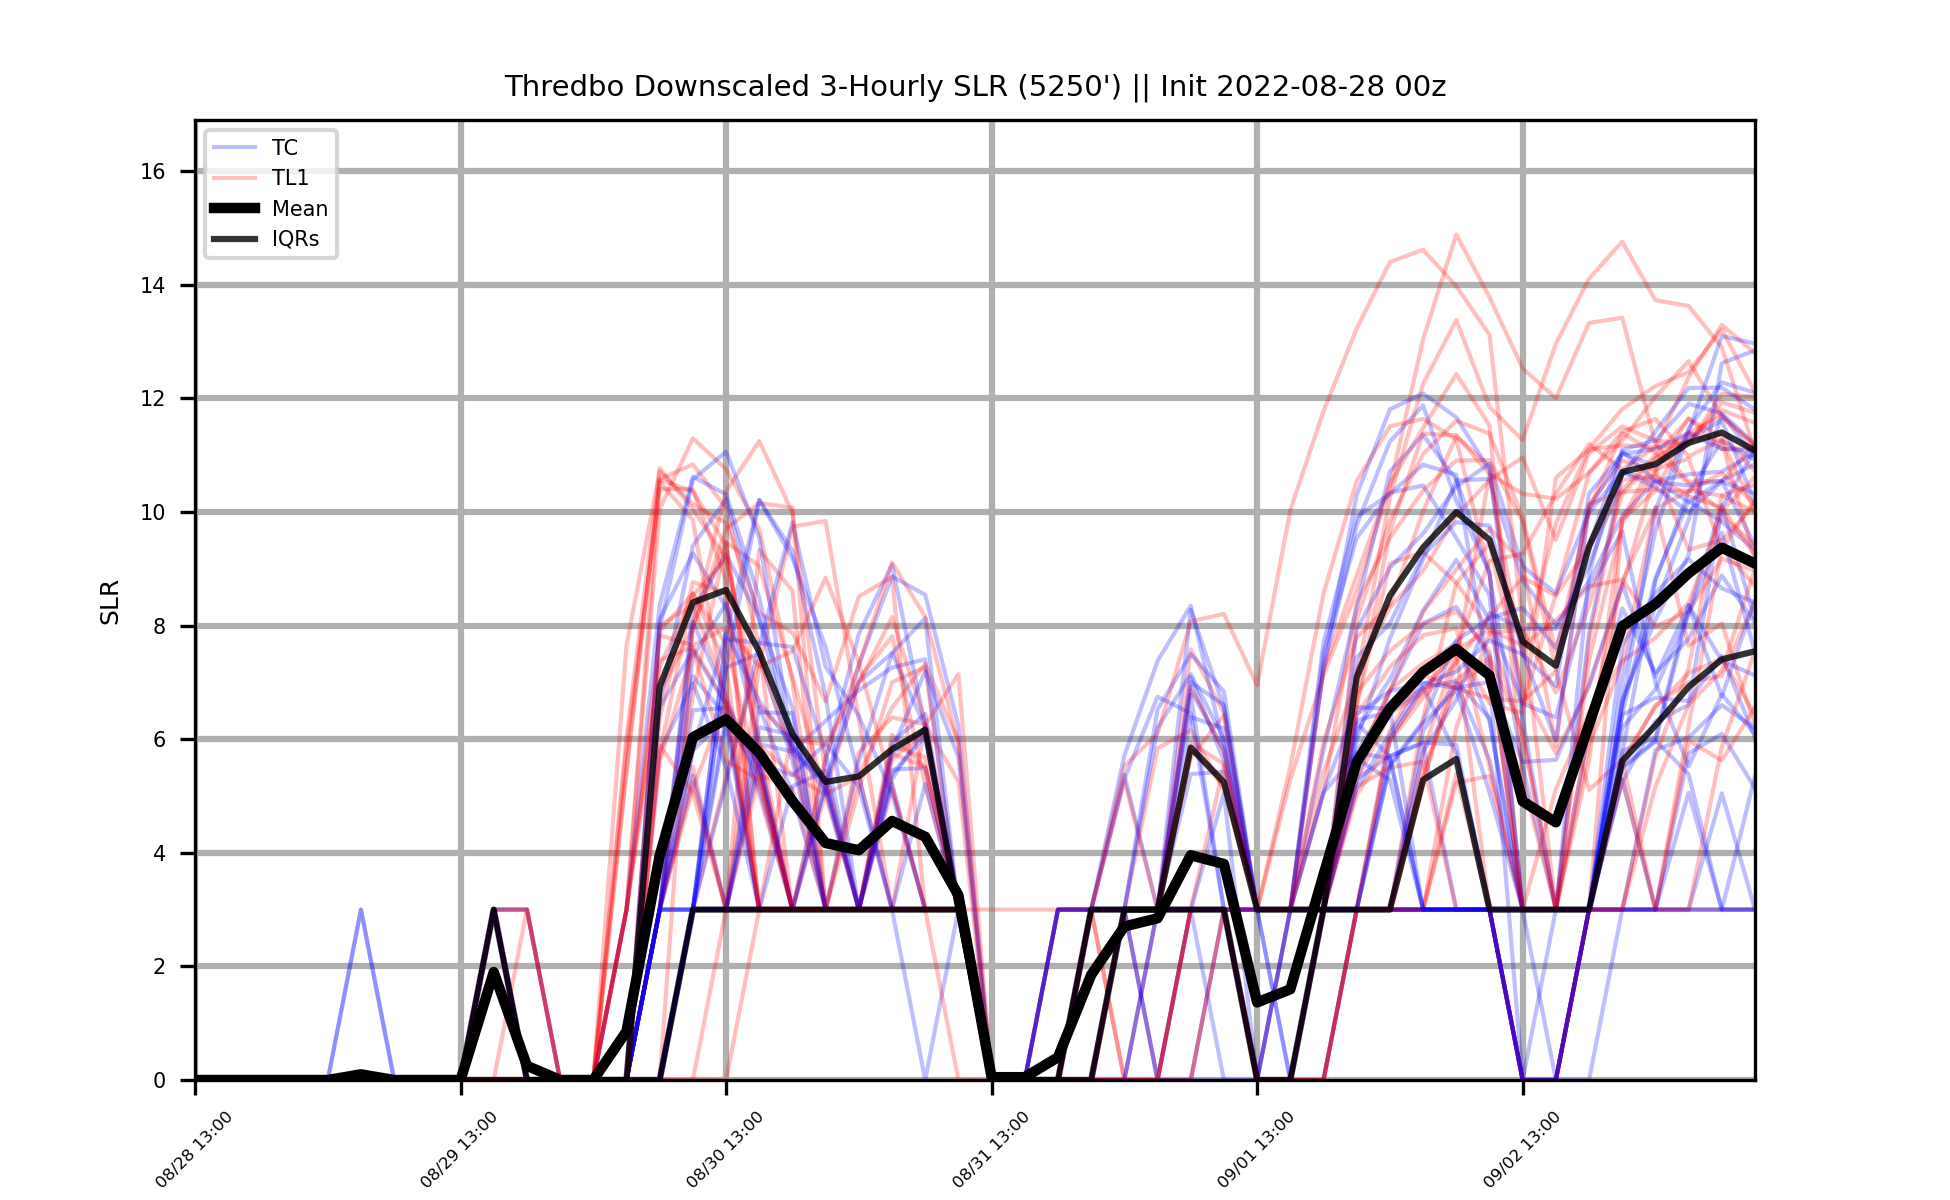 Thredbo Downscaled 3-Hourly SLR (5250') || Init 2022-08-28 00z
TC
TL1
Mean
IQRs
SLR
16
14
12
10
8
6
4
2
0
08/28 13:00
08/29 13:00
08/30 13:00
08/31 13:00
09/01 13:00
09/02 13:00